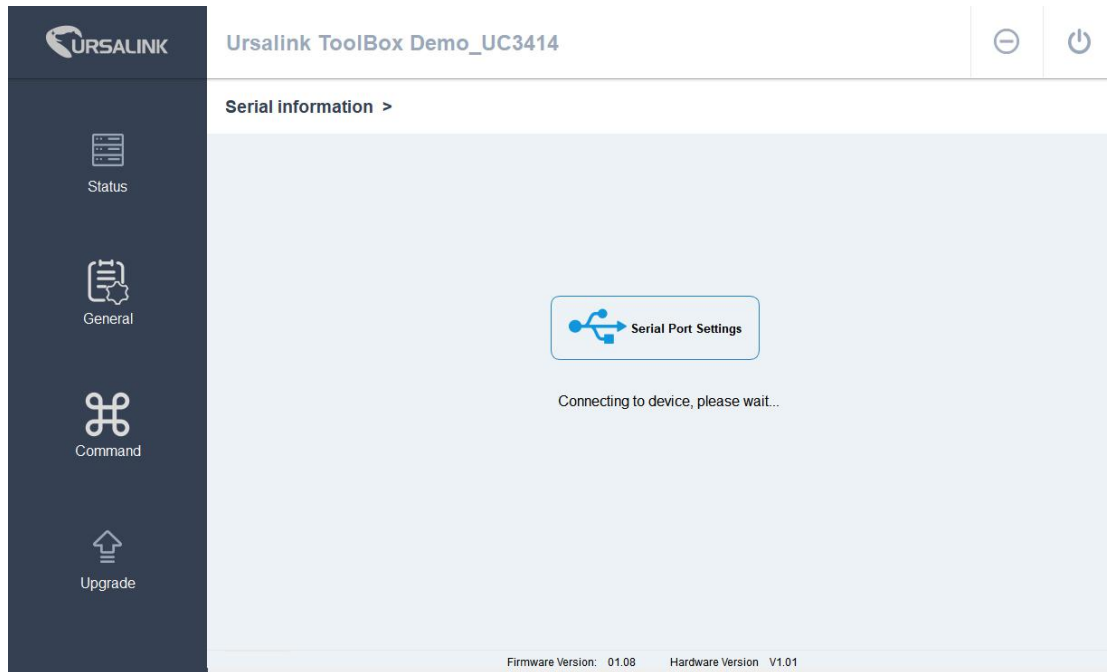 URSALINK
Ursalink ToolBox Demo_UC3414
Serial information >
Status
General
Command
Upgrade
Serial Port Settings
Connecting to device, please wait...
Firmware Version: 01.08 Hardware Version V1.01